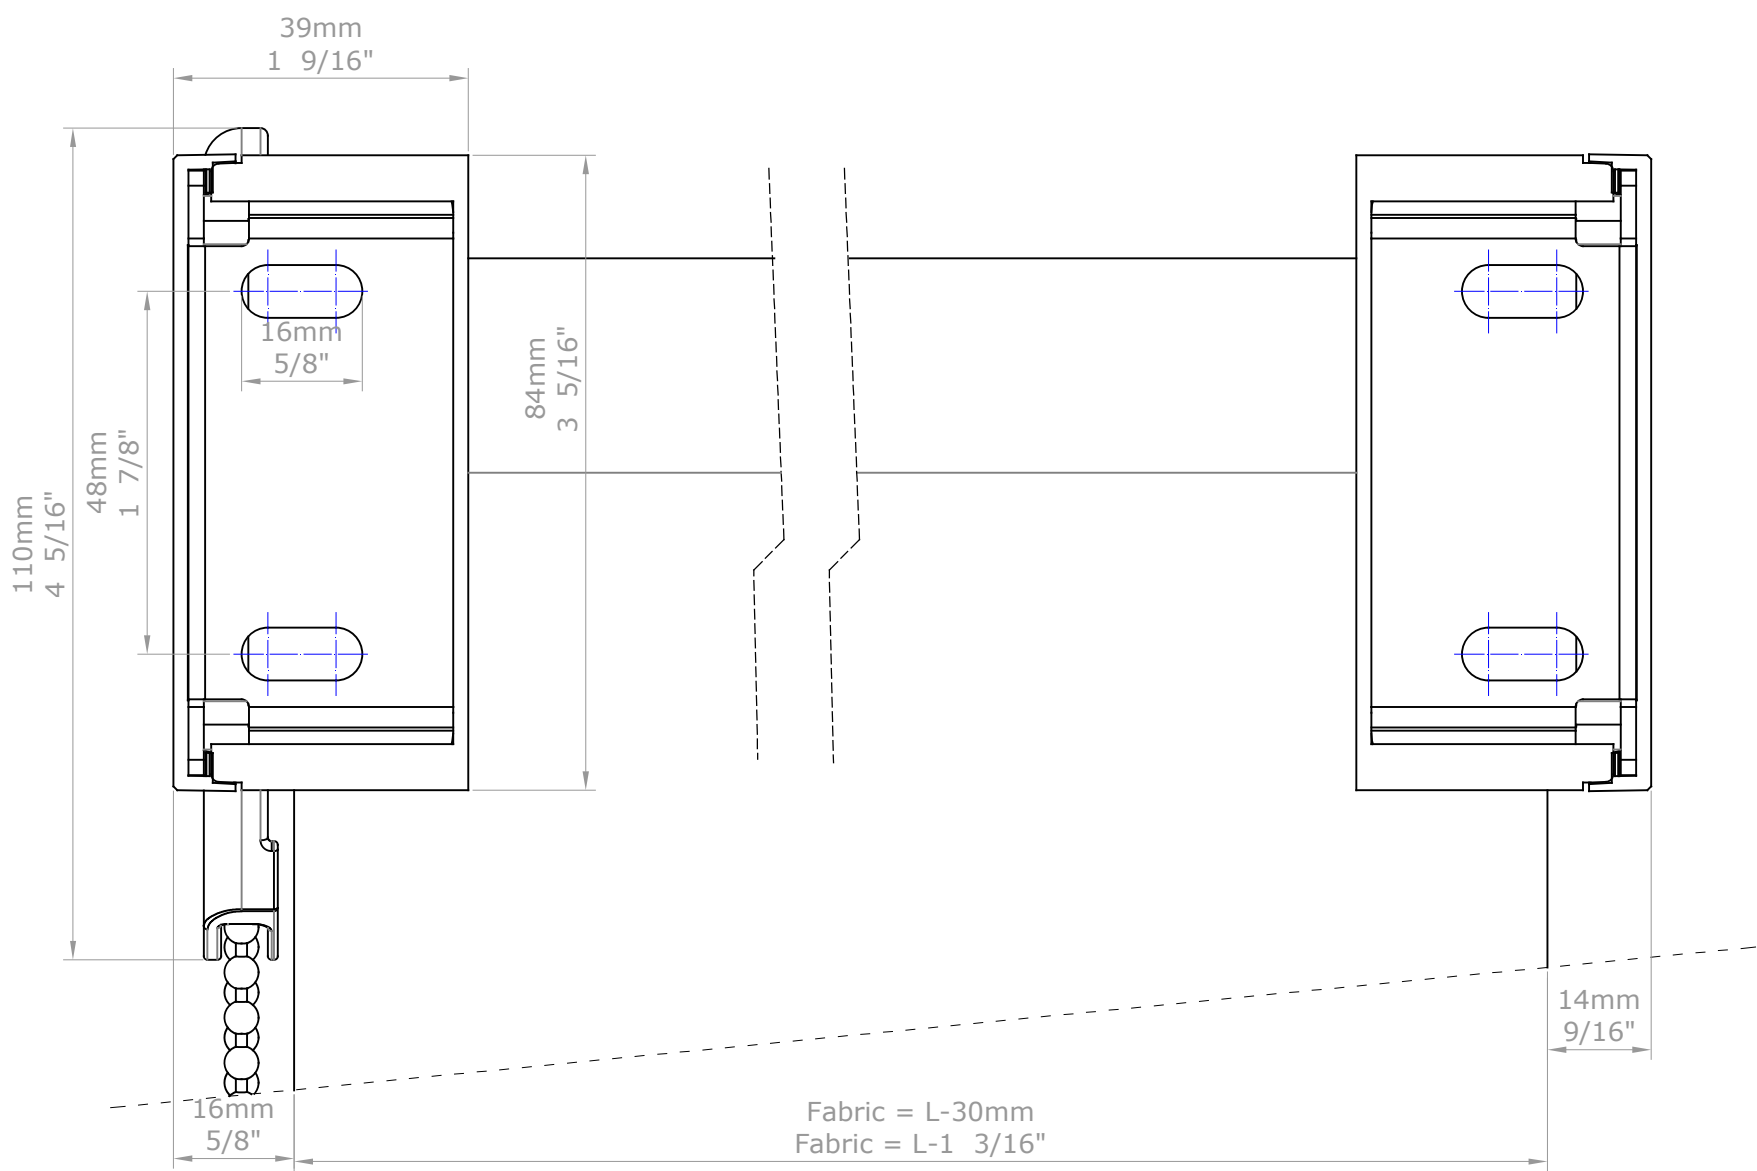 39mm
1 9/16"
16mm
5/8"
84mm
3 5/16"
48mm
1 7/8"
110mm
4 5/16"
14mm
9/16"
16mm
5/8"
Fabric = L-30mm
Fabric = L-1 3/16"